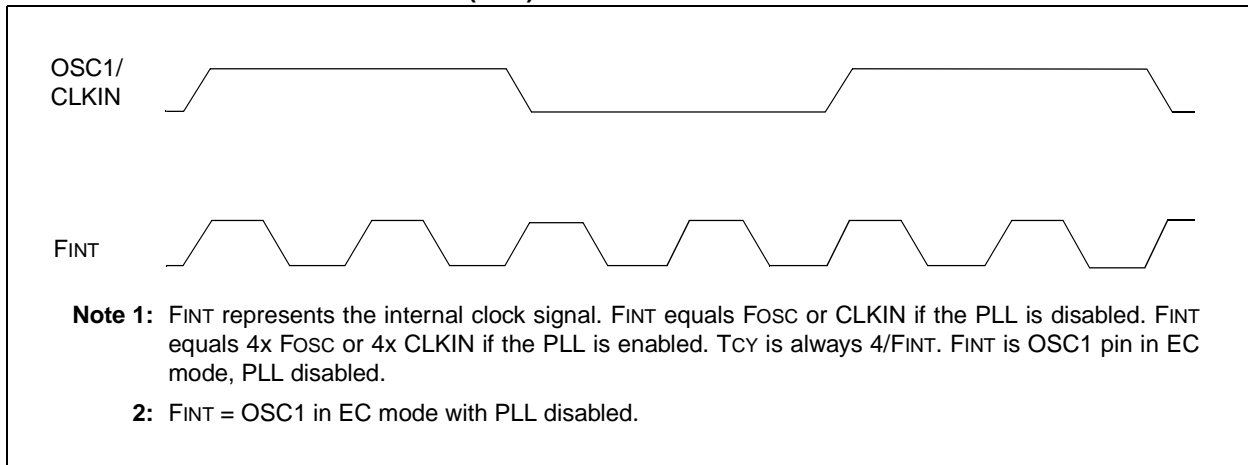 OSC1/
CLKIN
FINT
Note 1: FINT represents the internal clock signal. FINT equals FOSC or CLKIN if the PLL is disabled. FINT
equals 4x FOSC or 4x CLKIN if the PLL is enabled. TCY is always 4/FINT. FINT is OSC1 pin in EC
mode, PLL disabled.
2: FINT = OSC1 in EC mode with PLL disabled.